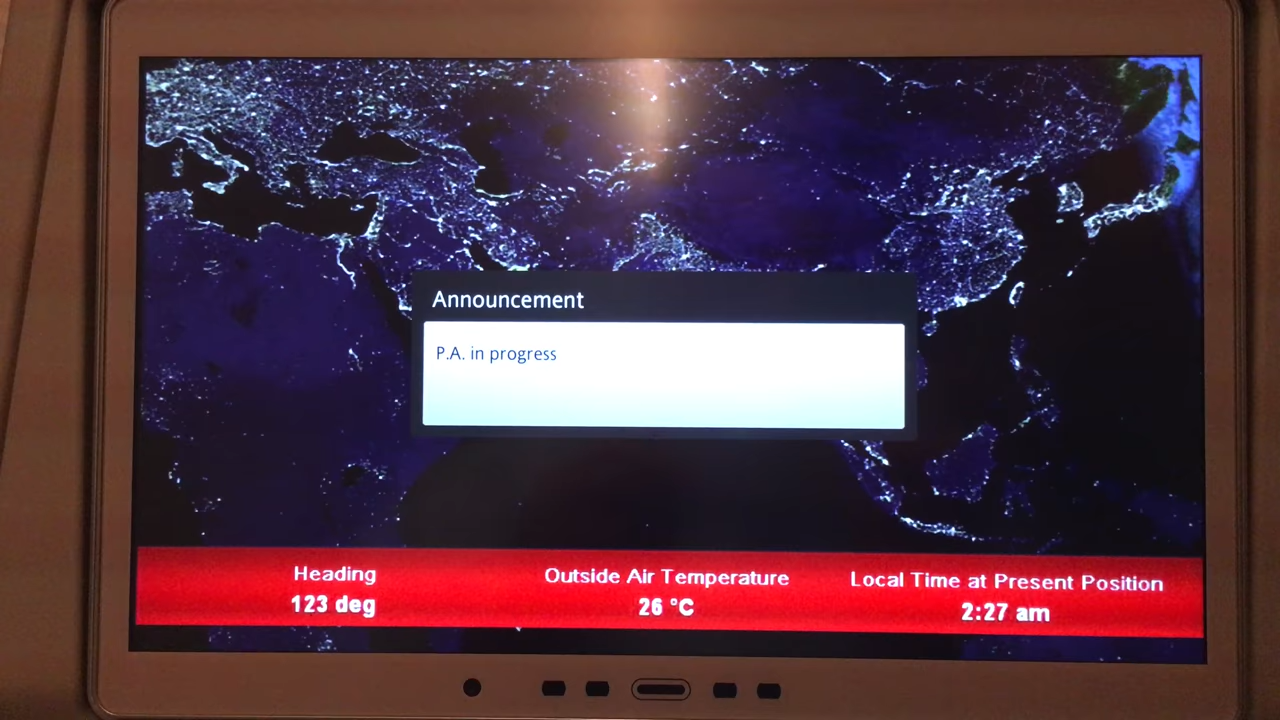 Announcement
P.A. in progress
Heading
123 deg
Outside Air Temperature
26 °C
Local Time at Present Position
2:27 am